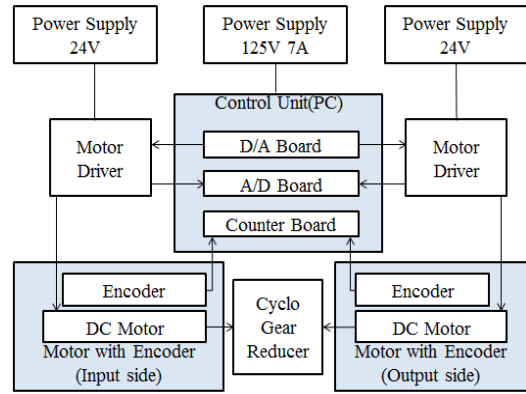 Power Supply
24V
Power Supply
125V 7A
Power Supply
24V
Control Unit(PC)
Motor
Driver
D/A Board
A/D Board
Counter Board
Motor
Driver
Encoder
DC Motor
Motor with Encoder
(Input side)
Cyclo
Gear
Reducer
Encoder
DC Motor
Motor with Encoder
(Output side)